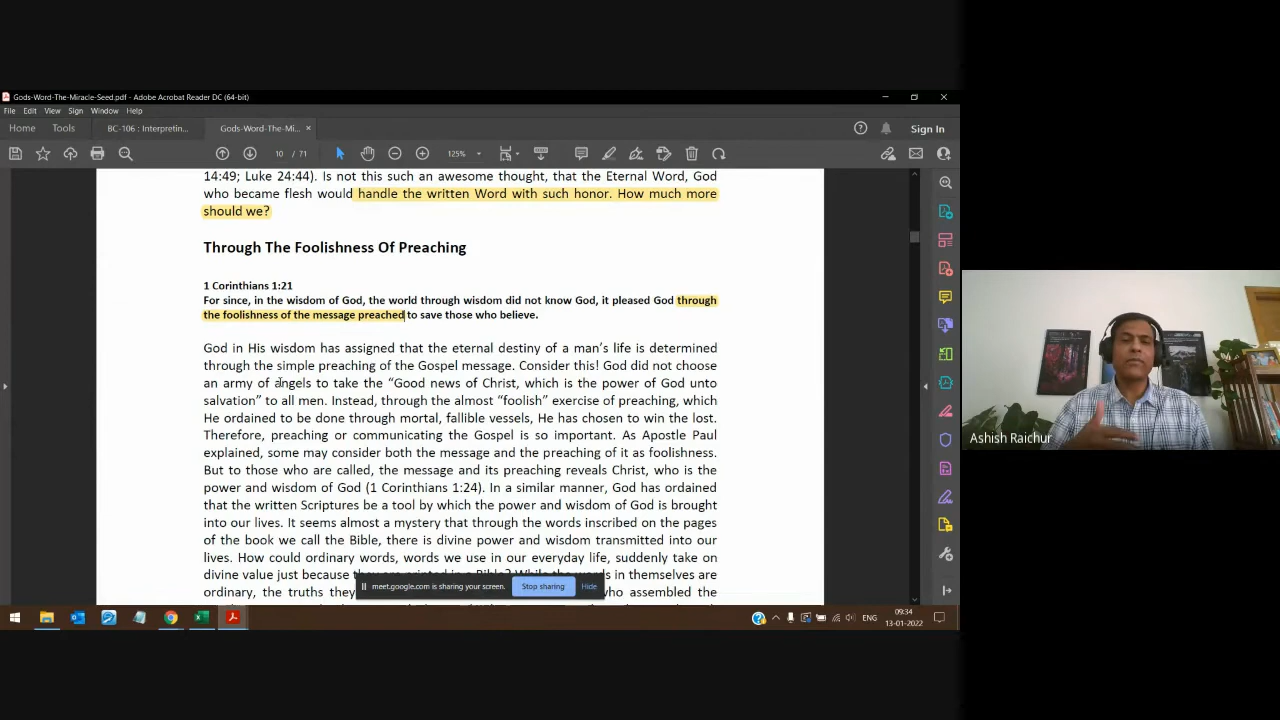 Gods-Word-The-Miracle-Seed.pdf - Adobe Acrobat Reader DC (64-bit)
File Edit View Sign Window Help
Home Tools BC-106 : Interpretin... Gods-Word-The-Mi... × Sign In
10 / 71 125%
14:49; Luke 24:44). Is not this such an awesome thought, that the Eternal Word, God
who became flesh would handle the written Word with such honor. How much more
should we?
Through The Foolishness Of Preaching
1 Corinthians 1:21
For since, in the wisdom of God, the world through wisdom did not know God, it pleased God through
the foolishness of the message preached to save those who believe.
God in His wisdom has assigned that the eternal destiny of a man's life is determined
through the simple preaching of the Gospel message. Consider this! God did not choose
an army of angels to take the “Good news of Christ, which is the power of God unto
salvation” to all men. Instead, through the almost “foolish” exercise of preaching, which
He ordained to be done through mortal, fallible vessels, He has chosen to win the lost.
Therefore, preaching or communicating the Gospel is so important. As Apostle Paul
explained, some may consider both the message and the preaching of it as foolishness.
But to those who are called, the message and its preaching reveals Christ, who is the
power and wisdom of God (1 Corinthians 1:24). In a similar manner, God has ordained
that the written Scriptures be a tool by which the power and wisdom of God is brought
into our lives. It seems almost a mystery that through the words inscribed on the pages
of the book we call the Bible, there is divine power and wisdom transmitted into our
lives. How could ordinary words, words we use in our everyday life, suddenly take on
divine value just because in themselves are
ordinary, the truths they who assembled the
meet.google.com is sharing your screen. Stop sharing Hide
Ashish Raichur
ENG 09:34
13-01-2022